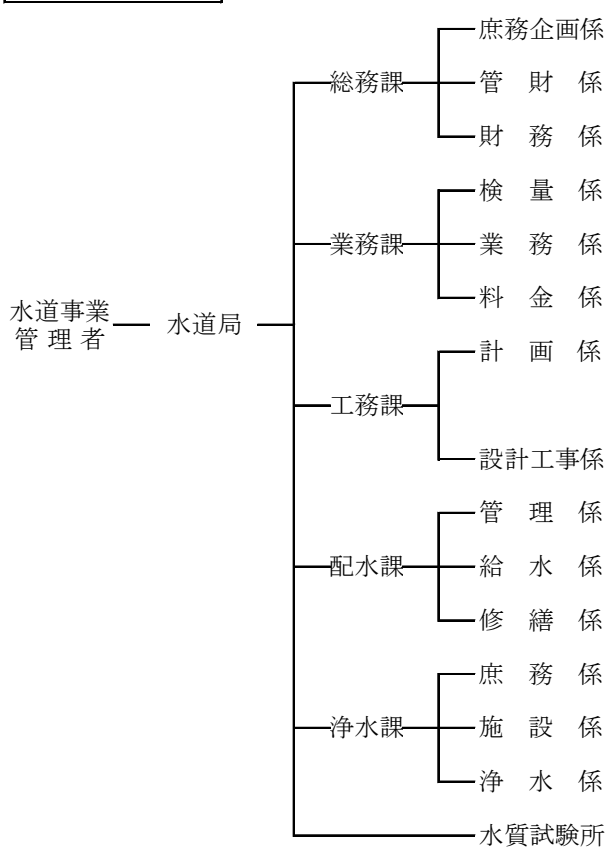 水道事業
管理者
水道局
総務課
庶務企画係
管財係
財務係
業務課
検量係
業務係
料金係
工務課
計画係
設計工事係
配水課
管理係
給水係
修繕係
浄水課
庶務係
施設係
浄水係
水質試験所